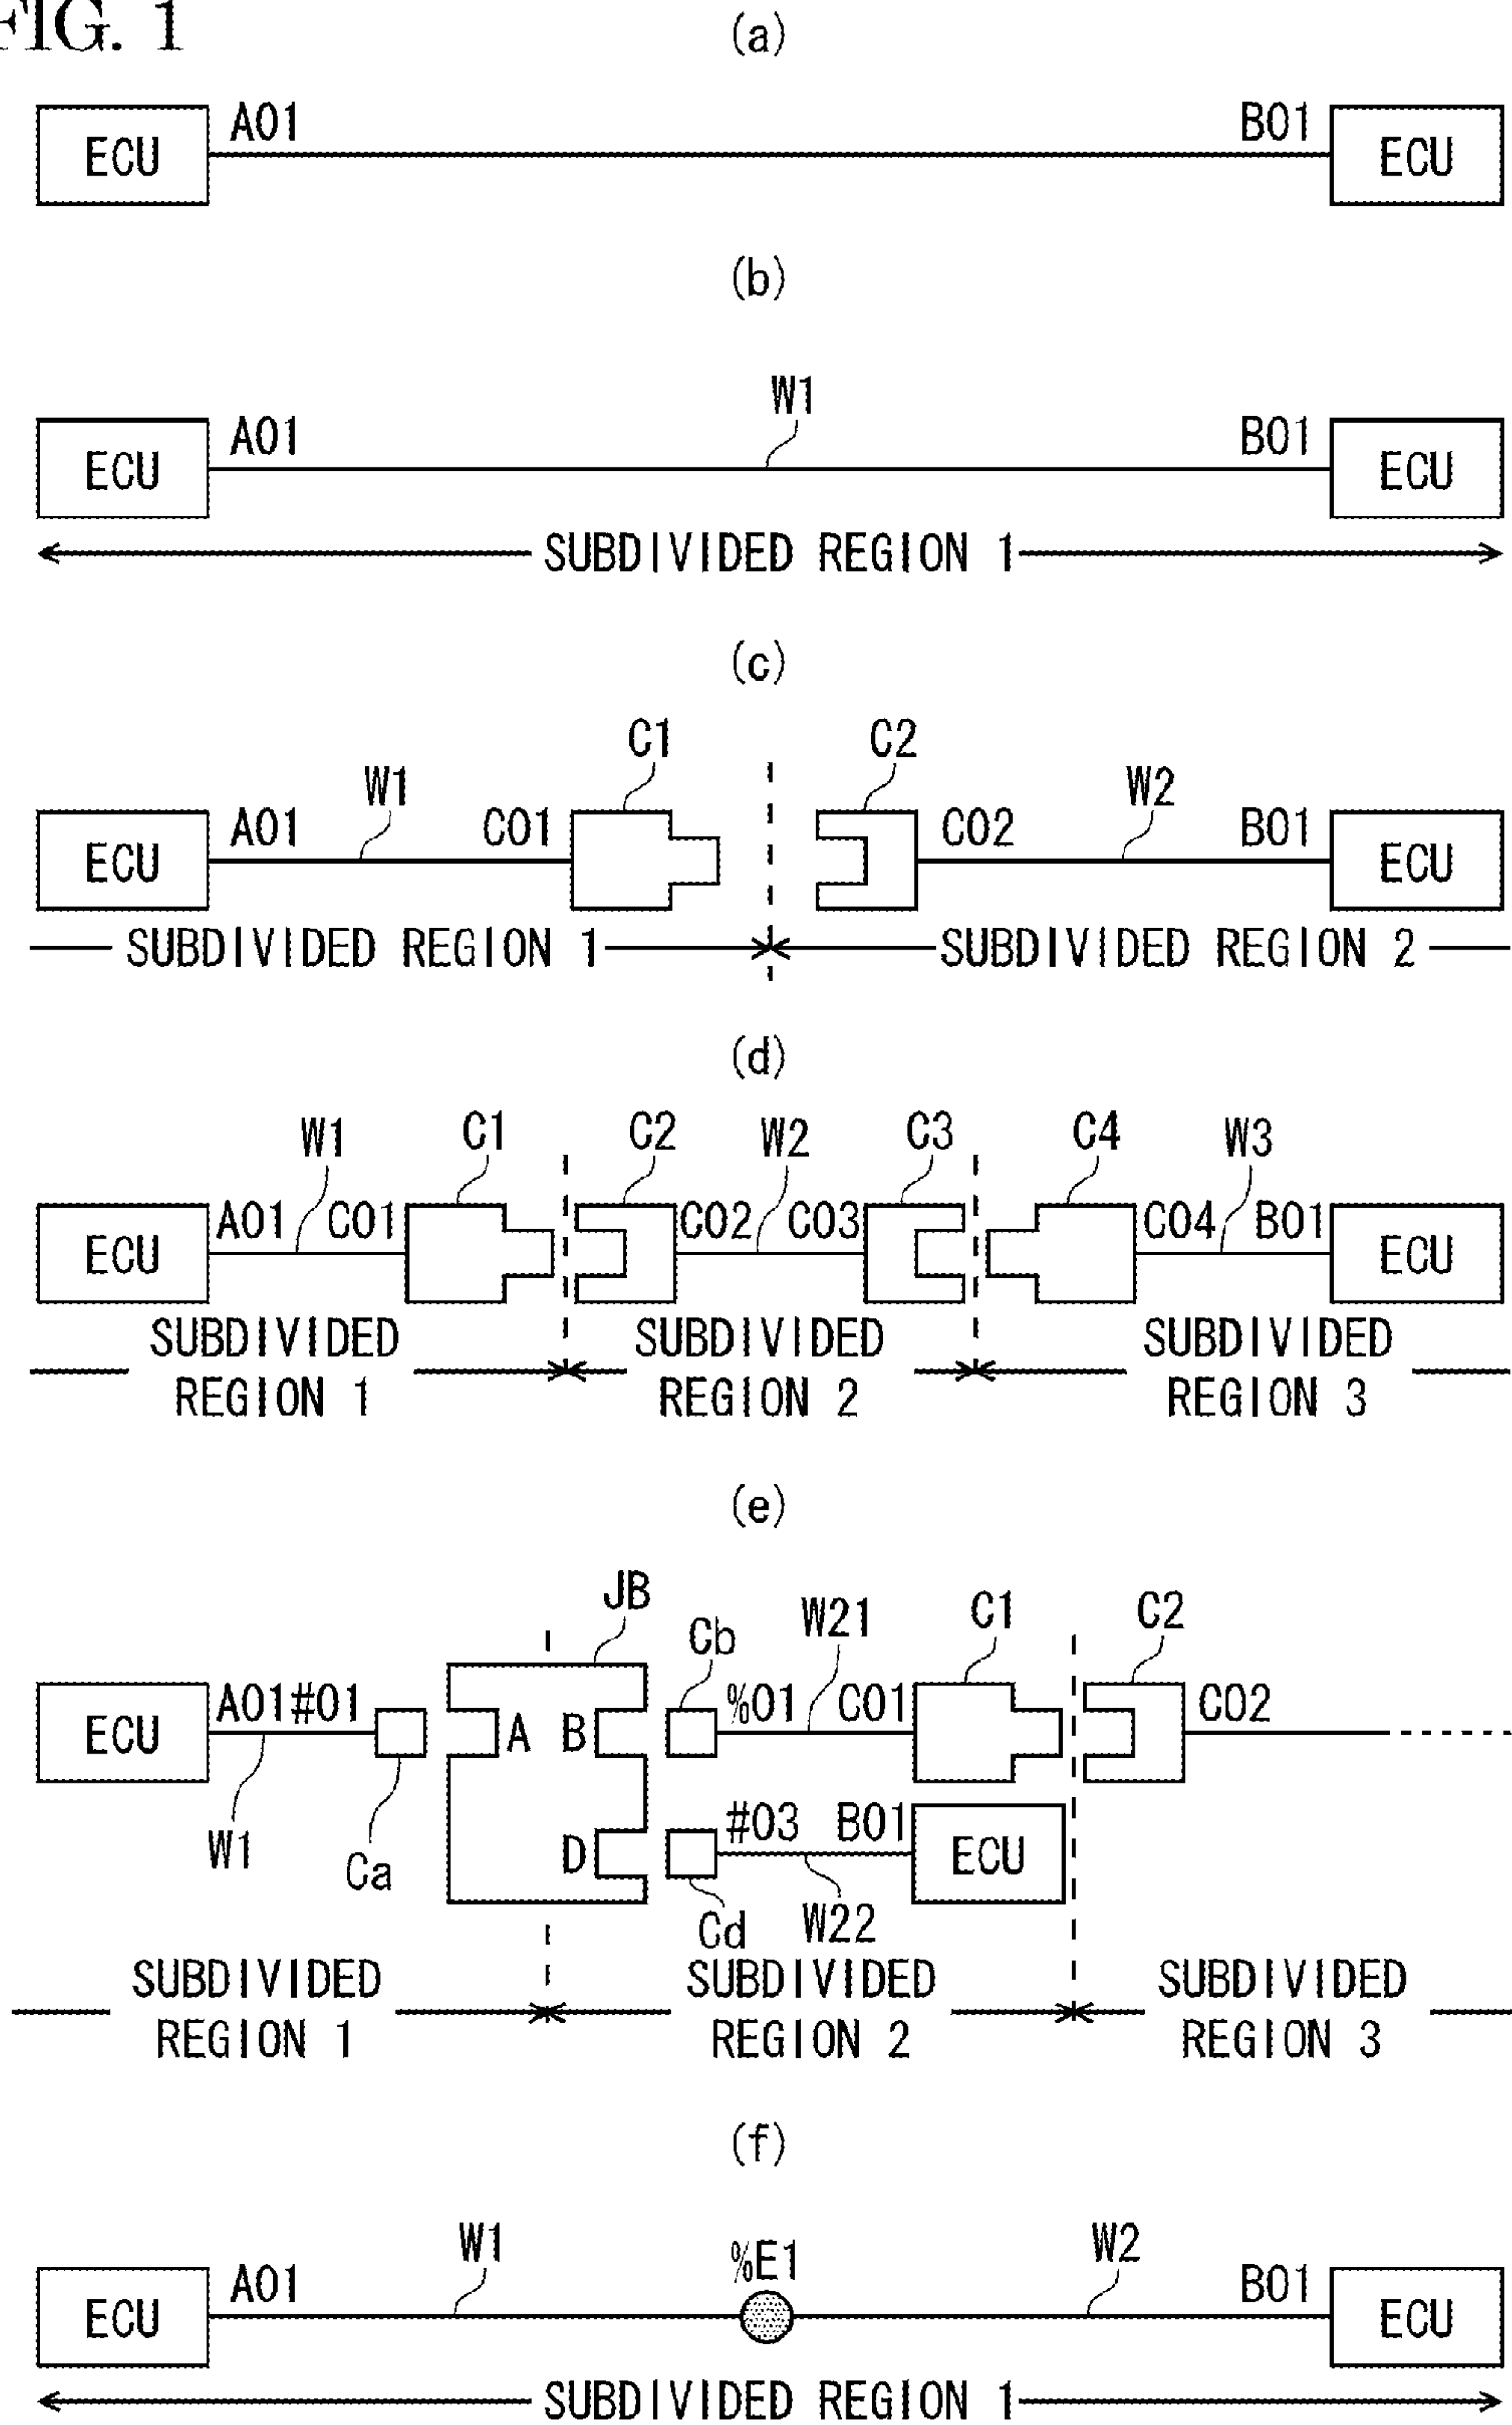 FIG. 1
(a)
ECU A01 B01 ECU
(b)
W1
ECU A01 B01 ECU
SUBDIVIDED REGION 1
(c)
C1 C2
W1 W2
ECU A01 C01 C02 B01 ECU
SUBDIVIDED REGION 1 SUBDIVIDED REGION 2
(d)
W1 C1 C2 W2 C3 C4 W3
ECU A01 C01 C02 C03 C04 B01 ECU
SUBDIVIDED SUBDIVIDED SUBDIVIDED
REGION 1 REGION 2 REGION 3
(e)
JB Cb W21 C1 C2
ECU A01 #01 A B %01 C01 C02
W1 Ca D #03 B01 ECU
Cd W22
SUBDIVIDED SUBDIVIDED SUBDIVIDED
REGION 1 REGION 2 REGION 3
(f)
W1 %E1 W2
ECU A01 B01 ECU
SUBDIVIDED REGION 1